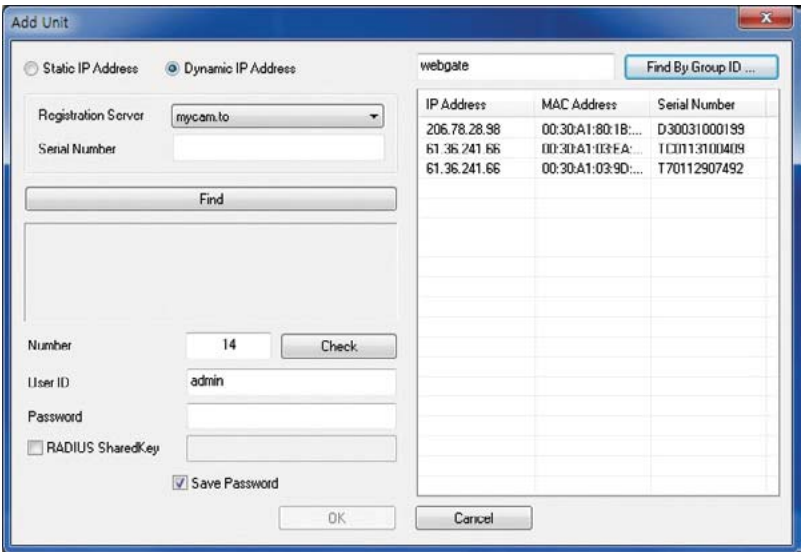 Add Unit
Static IP Address Dynamic IP Address
Registration Server mycam.to
Serial Number
Find
Number 14 Check
User ID admin
Password
RADIUS SharedKey
Save Password
OK Cancel
webgate Find By Group ID ...
IP Address MAC Address Serial Number
206.78.28.98 00:30:A1:80:1B:... D30031000199
61.36.241.66 00:30:A1:03:EA:... TC0113100409
61.36.241.66 00:30:A1:03:9D:... T70112907492